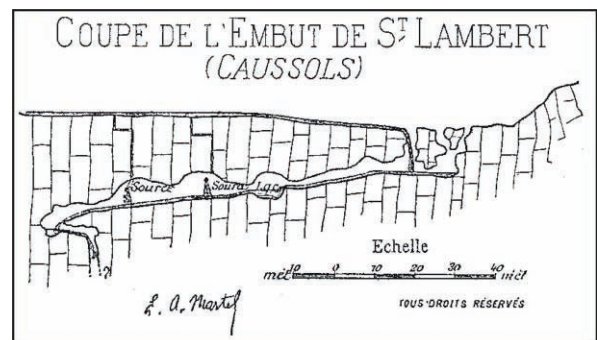 COUPE DE L'EMBUT DE ST LAMBERT
(CAUSSOLS)
Source Source Lac
Echelle
mèt 10 0 10 20 30 40 mèt
E. A. Martel
TOUS DROITS RÉSERVÉS